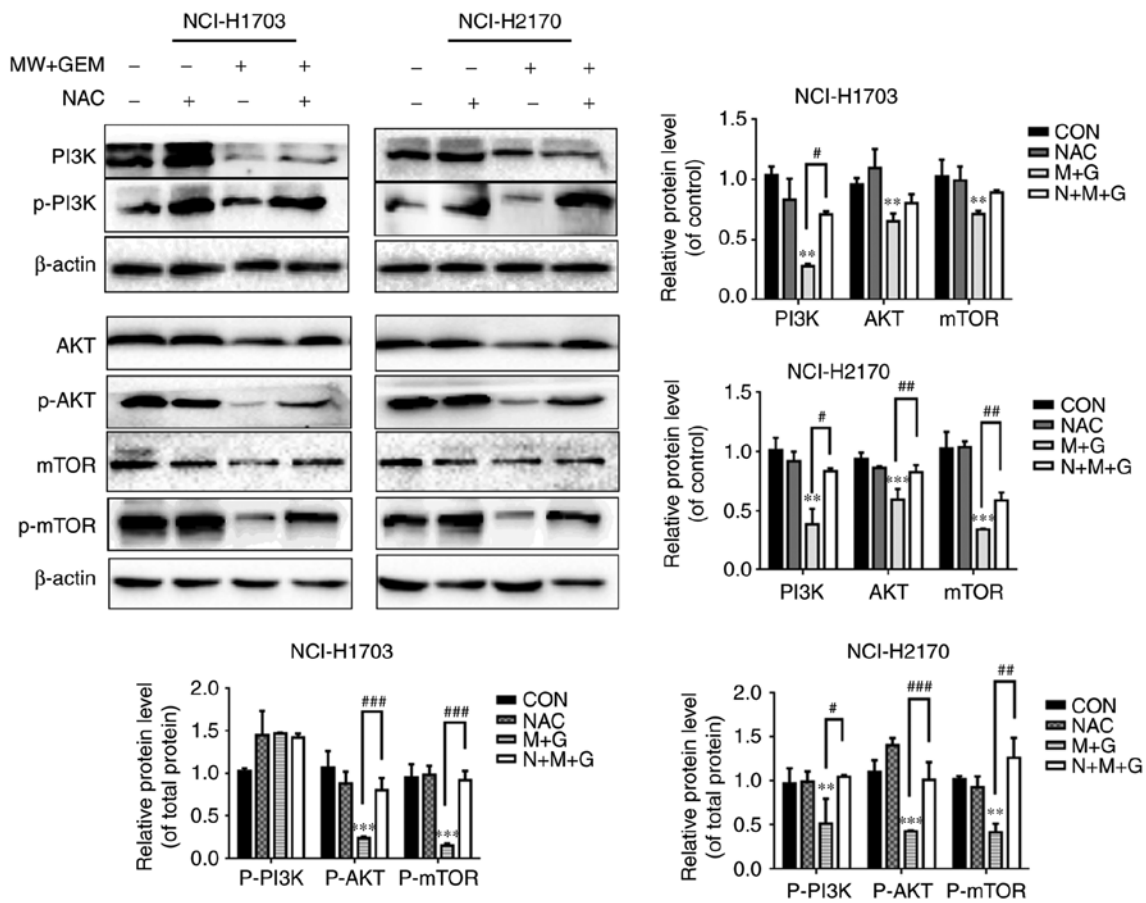 NCI-H1703
NCI-H2170
MW+GEM – – + + – – + +
NAC – + – + – + – +
PI3K
p-PI3K
β-actin
AKT
p-AKT
mTOR
p-mTOR
β-actin
NCI-H1703
Relative protein level
(of control)
1.5
1.0
0.5
0.0
**
#
**
**
PI3K AKT mTOR
CON
NAC
M+G
N+M+G
NCI-H2170
Relative protein level
(of control)
1.5
1.0
0.5
0.0
**
#
***
##
***
##
PI3K AKT mTOR
CON
NAC
M+G
N+M+G
NCI-H1703
Relative protein level
(of total protein)
2.0
1.5
1.0
0.5
0.0
***
###
***
###
P-PI3K P-AKT P-mTOR
CON
NAC
M+G
N+M+G
NCI-H2170
Relative protein level
(of total protein)
2.0
1.5
1.0
0.5
0
**
#
***
###
**
##
P-PI3K P-AKT P-mTOR
CON
NAC
M+G
N+M+G